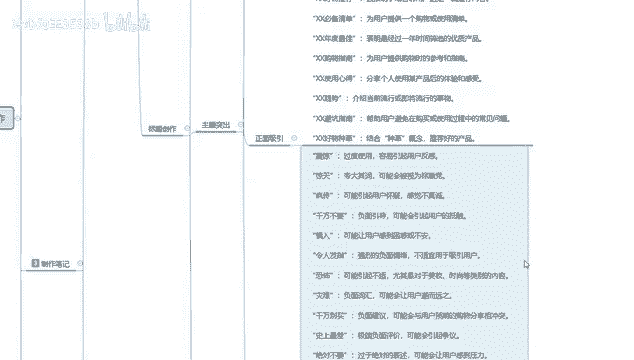 "XX必备清单"：为用户提供一个购物或使用清单。
"XX年度最佳"：表明是经过一年时间筛选的优质产品。
"XX购物指南"：为用户提供购物时的参考和指南。
"XX使用心得"：分享个人使用某产品后的体验和感受。
介绍当前流行或即将流行的事物。
"XX避坑指南"：帮助用户避免在购买或使用过程中的常见问题。
"XX好物种草"：结合"种草"概念，推荐好的产品。
标题创作
主题突出
正面吸引
作
"震惊"：过度使用，容易引起用户反感。
"惊天"：夸大其词，可能会被视为标题党。
"疯传"：可能引起用户怀疑，感觉不真诚。
"千万不要"：负面引导，可能会引起用户的抵触。
"慎入"：可能让用户感到困惑或不安。
"令人发指"：强烈的负面情绪，不适宜用于吸引用户。
"恐怖"：可能引起不适，尤其是对于美妆、时尚等类别的内容。
"灾难"：负面词汇，可能会让用户避而远之。
"千万别买"：负面建议，可能会与用户预期的购物分享相冲突。
"史上最差"：极端负面评价，可能会引起争议。
"绝对不要"：过于绝对的表述，可能会让用户感到压力。
制作笔记